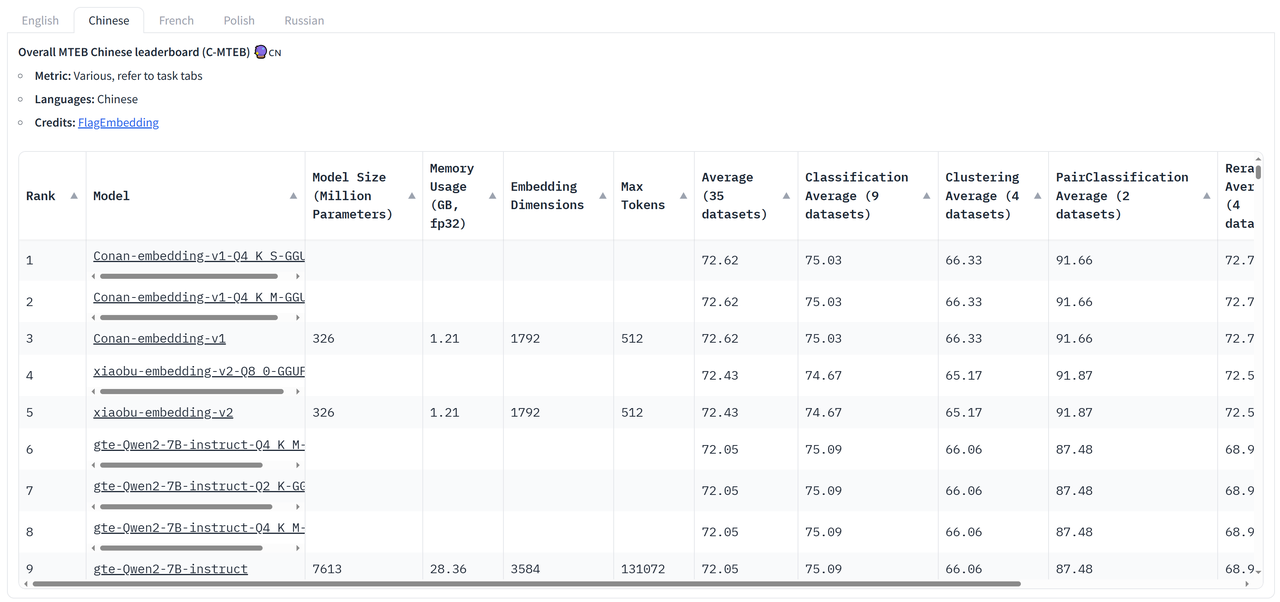 English Chinese French Polish Russian
Overall MTEB Chinese leaderboard (C-MTEB) CN
Metric: Various, refer to task tabs
Languages: Chinese
Credits: FlagEmbedding
Rank Model Model Size (Million Parameters) Memory Usage (GB, fp32) Embedding Dimensions Max Tokens Average (35 datasets) Classification Average (9 datasets) Clustering Average (4 datasets) PairClassification Average (2 datasets) Rera Aver (4 data
1 Conan-embedding-v1-Q4_K_S-GGU 72.62 75.03 66.33 91.66 72.7
2 Conan-embedding-v1-Q4_K_M-GGU 72.62 75.03 66.33 91.66 72.7
3 Conan-embedding-v1 326 1.21 1792 512 72.62 75.03 66.33 91.66 72.7
4 xiaobu-embedding-v2-Q8_0-GGUF 72.43 74.67 65.17 91.87 72.5
5 xiaobu-embedding-v2 326 1.21 1792 512 72.43 74.67 65.17 91.87 72.5
6 gte-Qwen2-7B-instruct-Q4_K_M- 72.05 75.09 66.06 87.48 68.9
7 gte-Qwen2-7B-instruct-Q2_K-GG 72.05 75.09 66.06 87.48 68.9
8 gte-Qwen2-7B-instruct-Q4_K_M- 72.05 75.09 66.06 87.48 68.9
9 gte-Qwen2-7B-instruct 7613 28.36 3584 131072 72.05 75.09 66.06 87.48 68.9